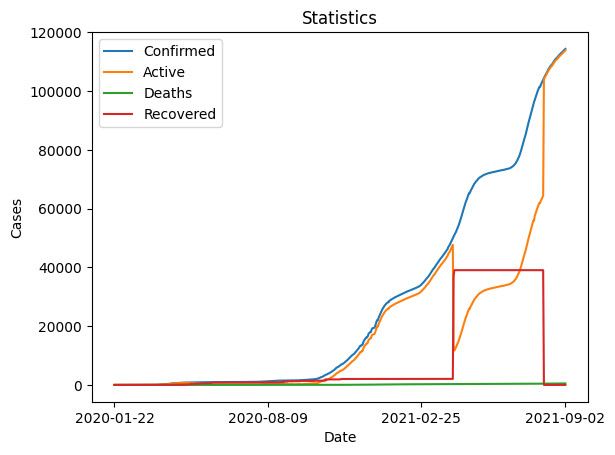 Statistics
Confirmed
Active
Deaths
Recovered
120000
100000
80000
60000
40000
20000
0
Cases
2020-01-22
2020-08-09
2021-02-25
2021-09-02
Date